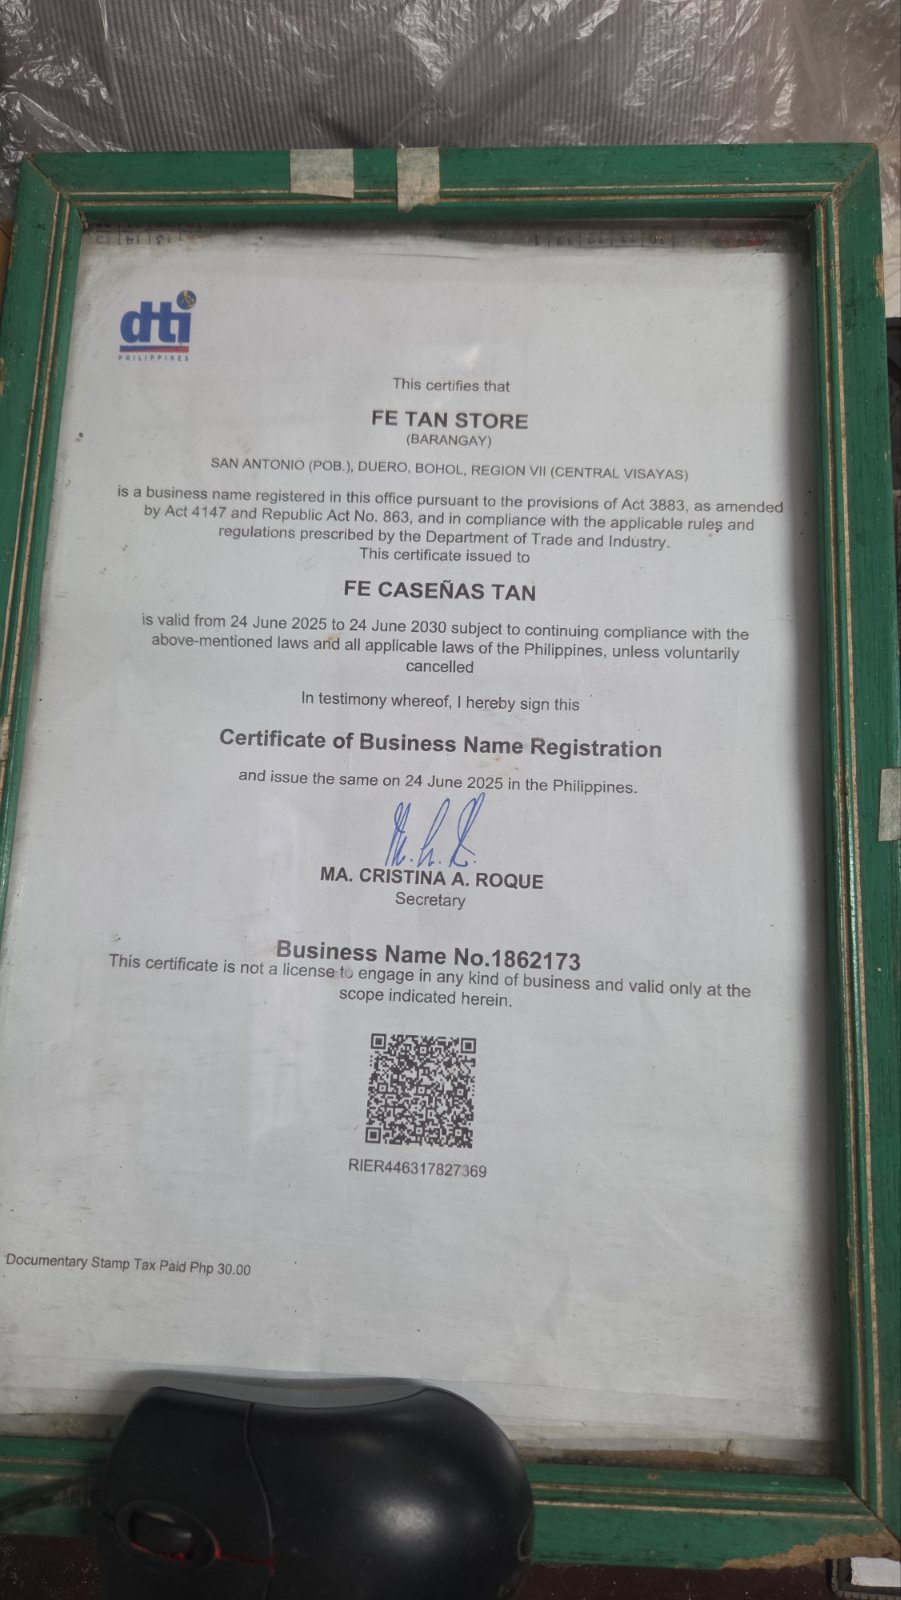 dti
PHILIPPINES
This certifies that
FE TAN STORE
(BARANGAY)
SAN ANTONIO (POB.), DUERO, BOHOL, REGION VII (CENTRAL VISAYAS)
is a business name registered in this office pursuant to the provisions of Act 3883, as amended
by Act 4147 and Republic Act No. 863, and in compliance with the applicable rules and
regulations prescribed by the Department of Trade and Industry.
This certificate issued to
FE CASEÑAS TAN
is valid from 24 June 2025 to 24 June 2030 subject to continuing compliance with the
above-mentioned laws and all applicable laws of the Philippines, unless voluntarily
cancelled
In testimony whereof, I hereby sign this
Certificate of Business Name Registration
and issue the same on 24 June 2025 in the Philippines.
MA. CRISTINA A. ROQUE
Secretary
Business Name No.1862173
This certificate is not a license to engage in any kind of business and valid only at the
scope indicated herein.
RIER446317827369
Documentary Stamp Tax Paid Php 30.00